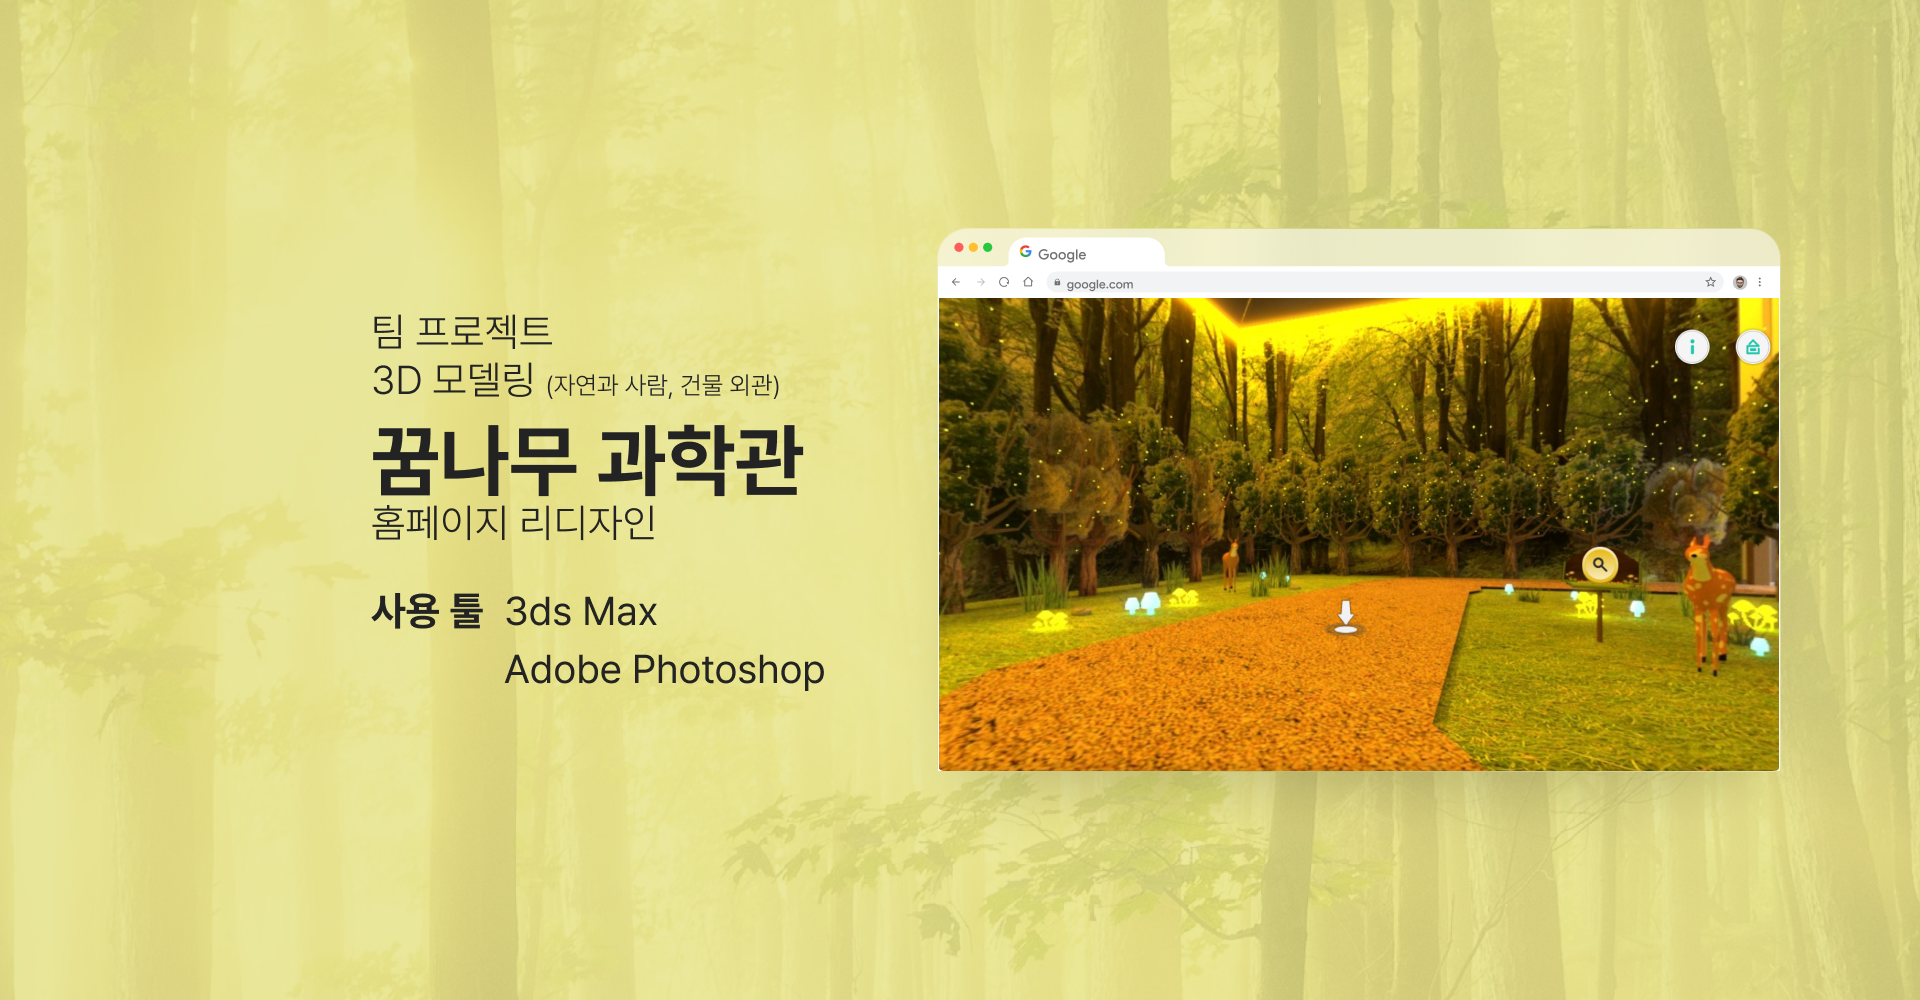 팀 프로젝트
3D 모델링 (자연과 사람, 건물 외관)
꿈나무 과학관
홈페이지 리디자인
사용 툴 3ds Max
Adobe Photoshop
Google
google.com